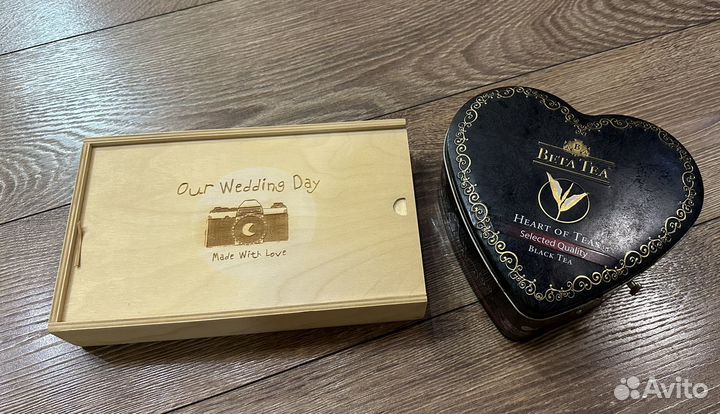 Our Wedding Day
Made With Love
B
BETA TEA
HEART OF TEAS
Selected Quality
BLACK TEA
Avito